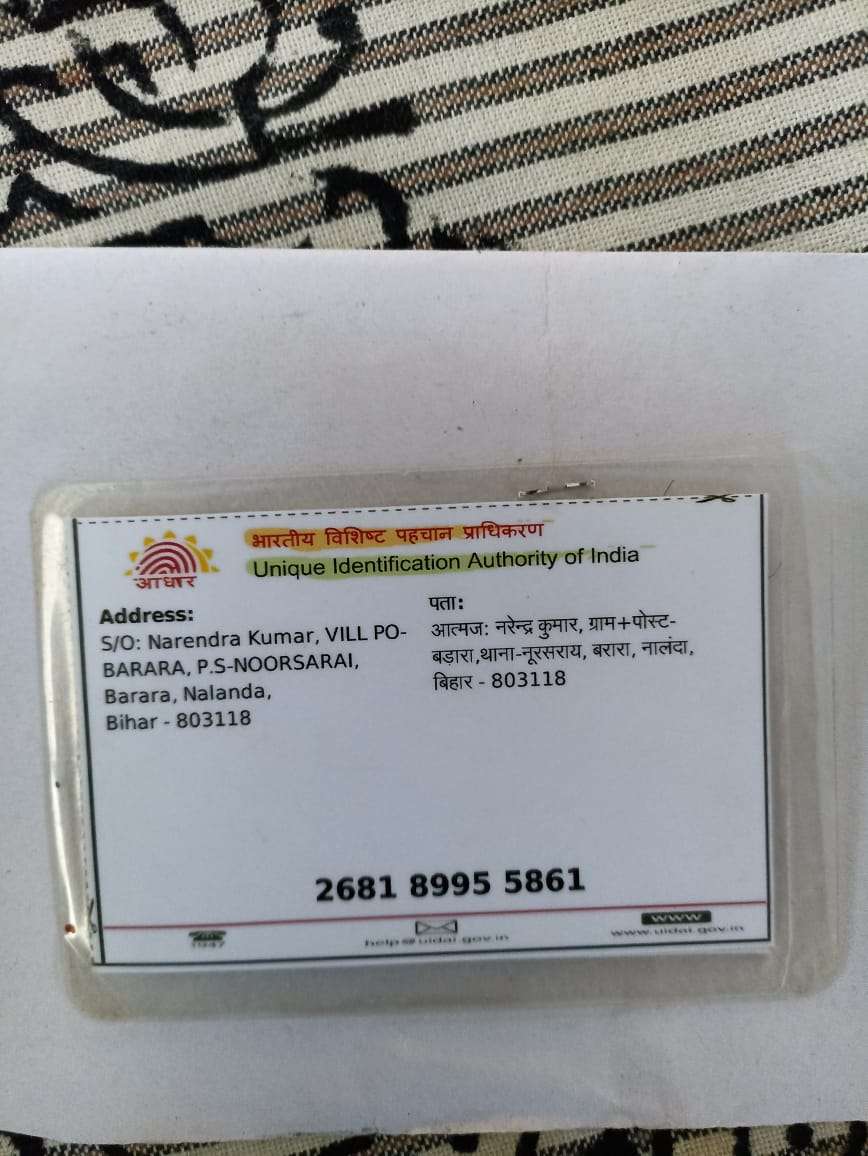 भारतीय विशिष्ट पहचान प्राधिकरण
Unique Identification Authority of India
आधार
Address:
S/O: Narendra Kumar, VILL PO-
BARARA, P.S-NOORSARAI,
Barara, Nalanda,
Bihar - 803118
पता:
आत्मज: नरेन्द्र कुमार, ग्राम+पोस्ट-
बड़ारा,थाना-नूरसराय, बरारा, नालंदा,
बिहार - 803118
2681 8995 5861
1947
help@uidai.gov.in
www
www.uidai.gov.in